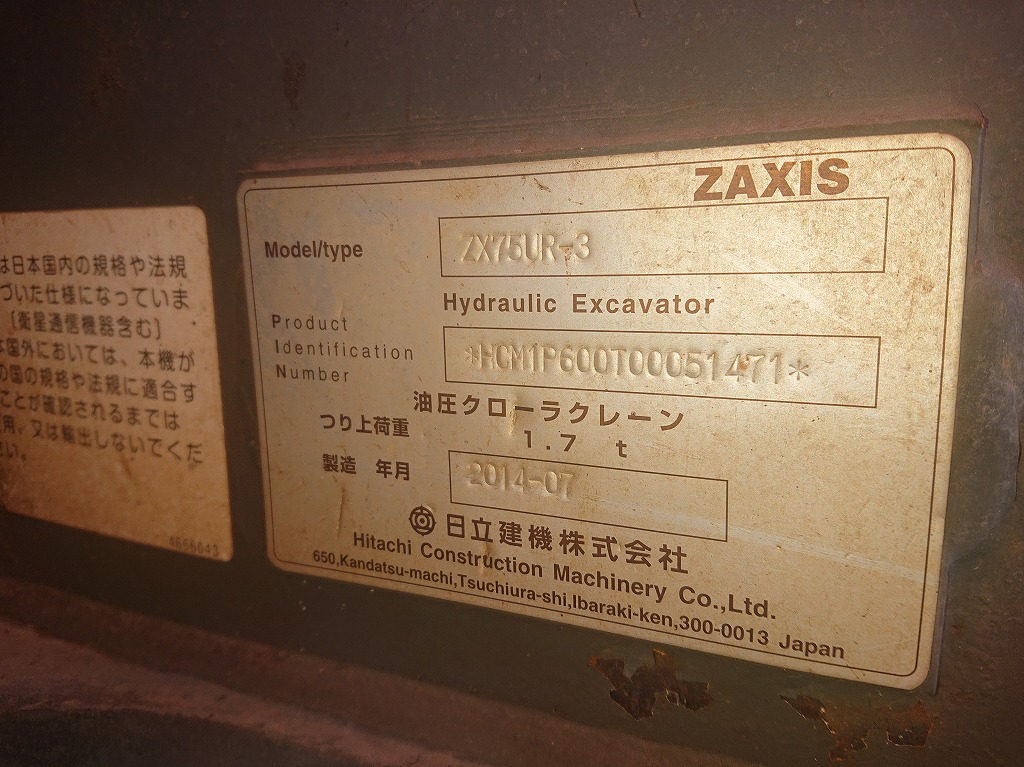 は日本国内の規格や法規
づいた仕様になっていま
(衛星通信機器含む)
国外においては、本機が
の国の規格や法規に適合す
ことが確認されるまでは
用、又は輸出しないでくだ
さい。
4666043
ZAXIS
Model/type ZX75UR-3
Hydraulic Excavator
Product
Identification
Number
*HCM1P600T00051471*
油圧クローラクレーン
つり上荷重 1.7 t
製造 年月 2014-07
日立建機株式会社
Hitachi Construction Machinery Co.,Ltd.
650,Kandatsu-machi,Tsuchiura-shi,Ibaraki-ken,300-0013 Japan